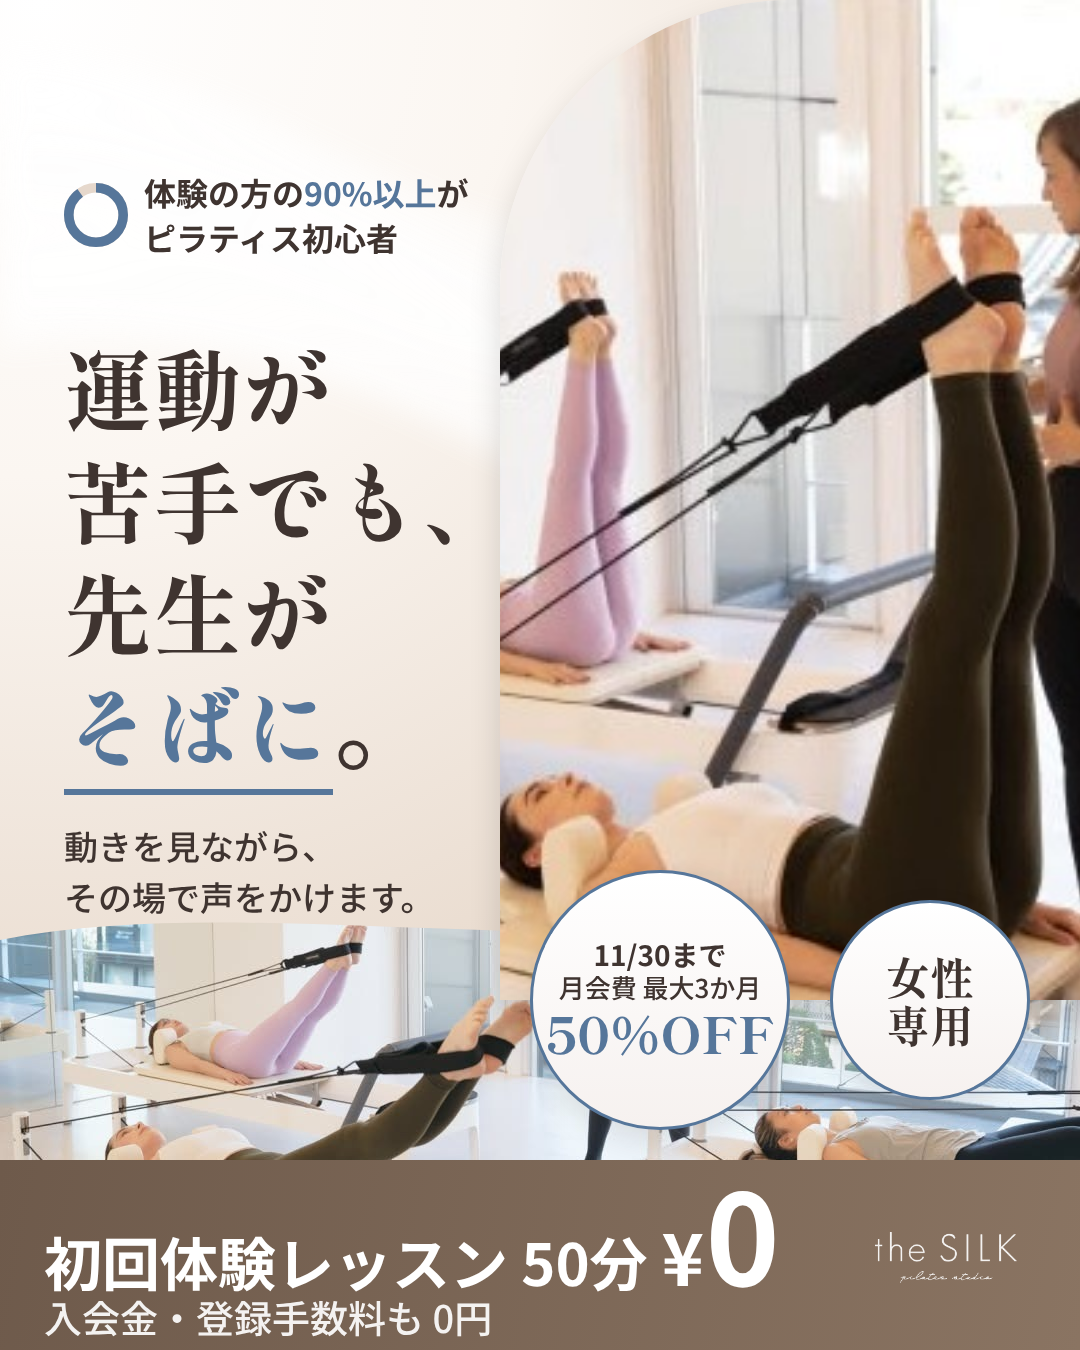 体験の方の90%以上が
ピラティス初心者
運動が
苦手でも、
先生が
そばに。
動きを見ながら、
その場で声をかけます。
11/30まで
月会費 最大3か月
50%OFF
女性
専用
初回体験レッスン 50分 ¥0
入会金・登録手数料も 0円
the SILK
pilates studio